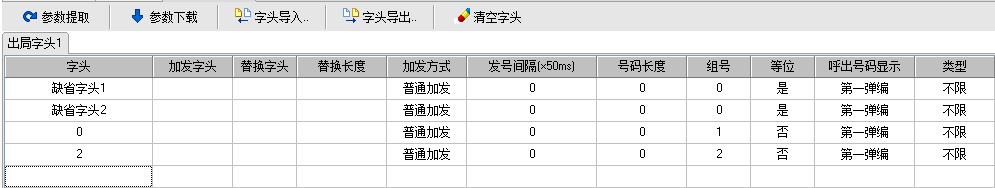 参数提取 参数下载 字头导入.. 字头导出.. 清空字头
出局字头1
字头 加发字头 替换字头 替换长度 加发方式 发号间隔(×50ms) 号码长度 组号 等位 呼出号码显示 类型
缺省字头1 普通加发 0 0 0 是 第一弹编 不限
缺省字头2 普通加发 0 0 0 是 第一弹编 不限
0 普通加发 0 0 1 否 第一弹编 不限
2 普通加发 0 0 2 否 第一弹编 不限